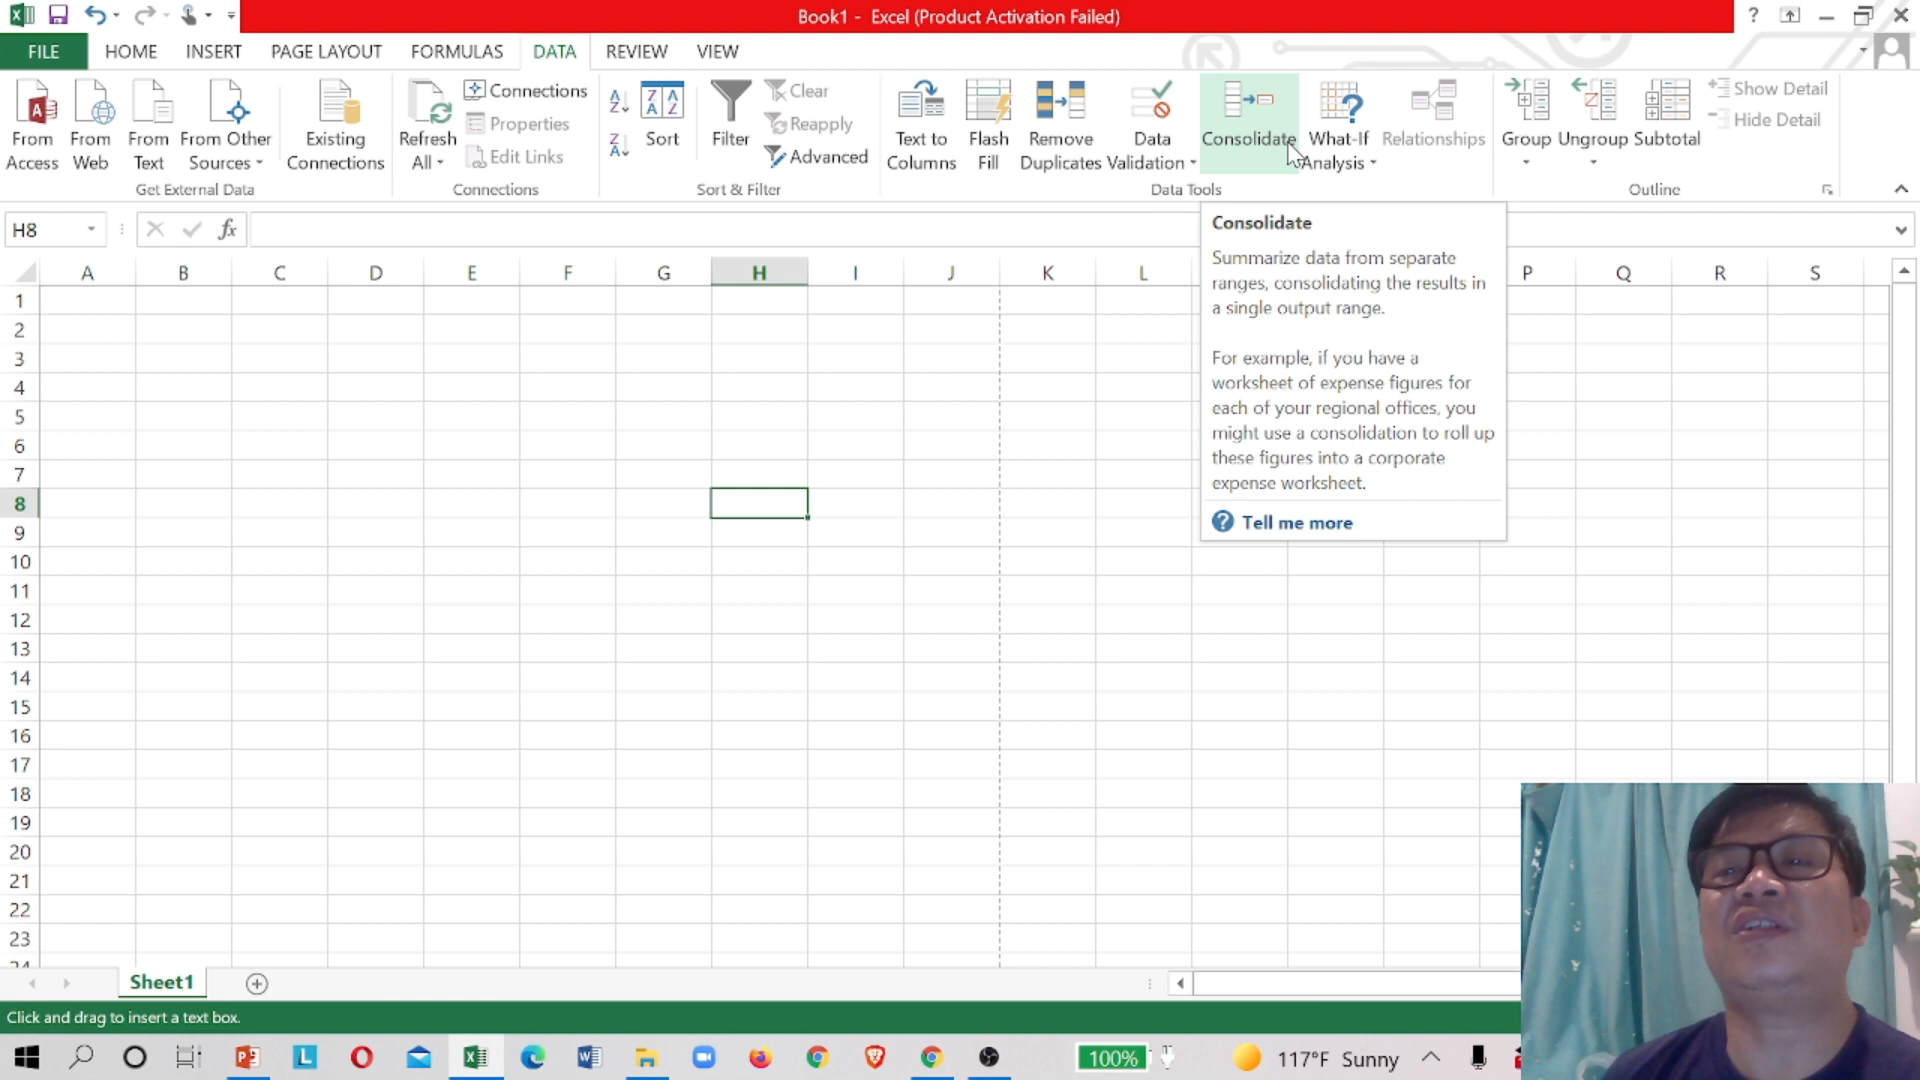 Book1 - Excel (Product Activation Failed)
?
FILE HOME INSERT PAGE LAYOUT FORMULAS DATA REVIEW VIEW
From Access
From Web
From Text
From Other Sources
Existing Connections
Get External Data
Refresh All
Connections
Properties
Edit Links
Connections
Sort
Filter
Clear
Reapply
Advanced
Sort & Filter
Text to Columns
Flash Fill
Remove Duplicates
Data Validation
Consolidate
What-If Analysis
Relationships
Data Tools
Group
Ungroup
Subtotal
Show Detail
Hide Detail
Outline
H8
fx
A B C D E F G H I J K L P Q R S
1
2
3
4
5
6
7
8
9
10
11
12
13
14
15
16
17
18
19
20
21
22
23
24
Consolidate
Summarize data from separate
ranges, consolidating the results in
a single output range.
For example, if you have a
worksheet of expense figures for
each of your regional offices, you
might use a consolidation to roll up
these figures into a corporate
expense worksheet.
Tell me more
Sheet1
Click and drag to insert a text box.
100%
117°F Sunny